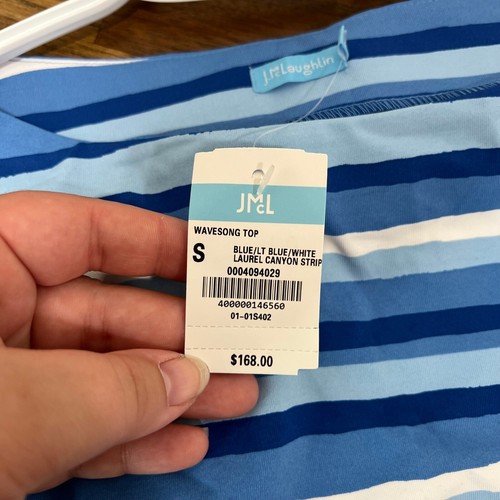 J.McLaughlin
JMcL
WAVESONG TOP
S BLUE/LT BLUE/WHITE
LAUREL CANYON STRIP
0004094029
400000146560
01-01S402
$168.00